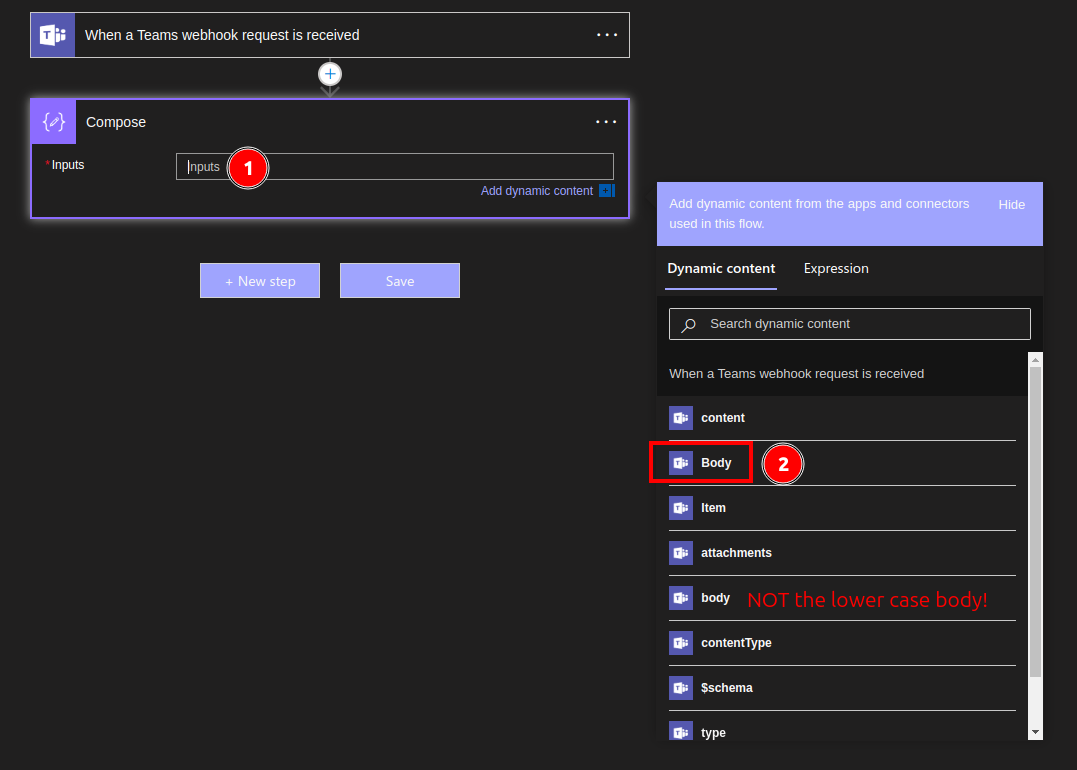 When a Teams webhook request is received
Compose
* Inputs
Inputs
1
Add dynamic content
Add dynamic content from the apps and connectors
used in this flow.
Hide
Dynamic content
Expression
+ New step
Save
Search dynamic content
When a Teams webhook request is received
content
Body
2
Item
attachments
body
NOT the lower case body!
contentType
$schema
type